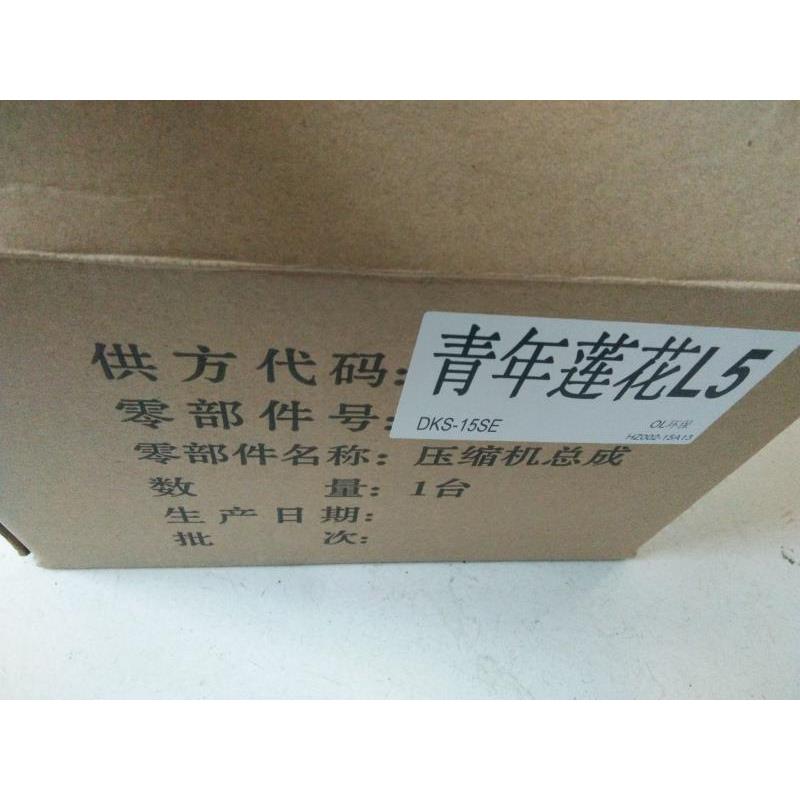 青年莲花L5
DKS-15SE
OL环保
HZ002-15A13
供方代码:
零部件号:
零部件名称:压缩机总成
数 量:1台
生产日期:
批 次: